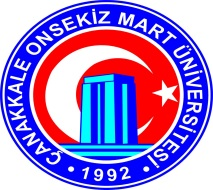 ÇANAKKALE ONSEKİZ MART ÜNİVERSİTESİ
• 1992 •